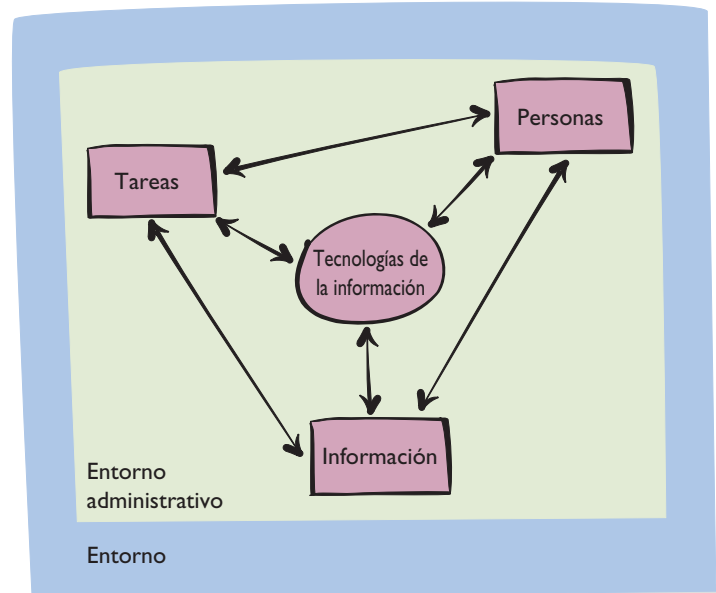 Personas
Tareas
Tecnologías de
la información
Información
Entorno
administrativo
Entorno